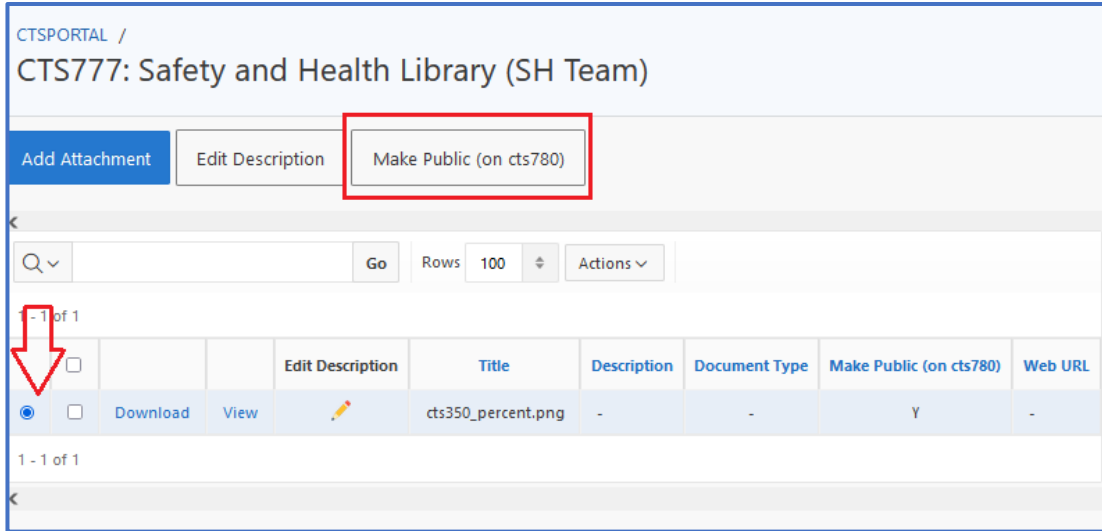 CTSPORTAL /
CTS777: Safety and Health Library (SH Team)
Add Attachment Edit Description Make Public (on cts780)
Go Rows 100 Actions
1 - 1 of 1
Edit Description Title Description Document Type Make Public (on cts780) Web URL
Download View cts350_percent.png - - Y -
1 - 1 of 1